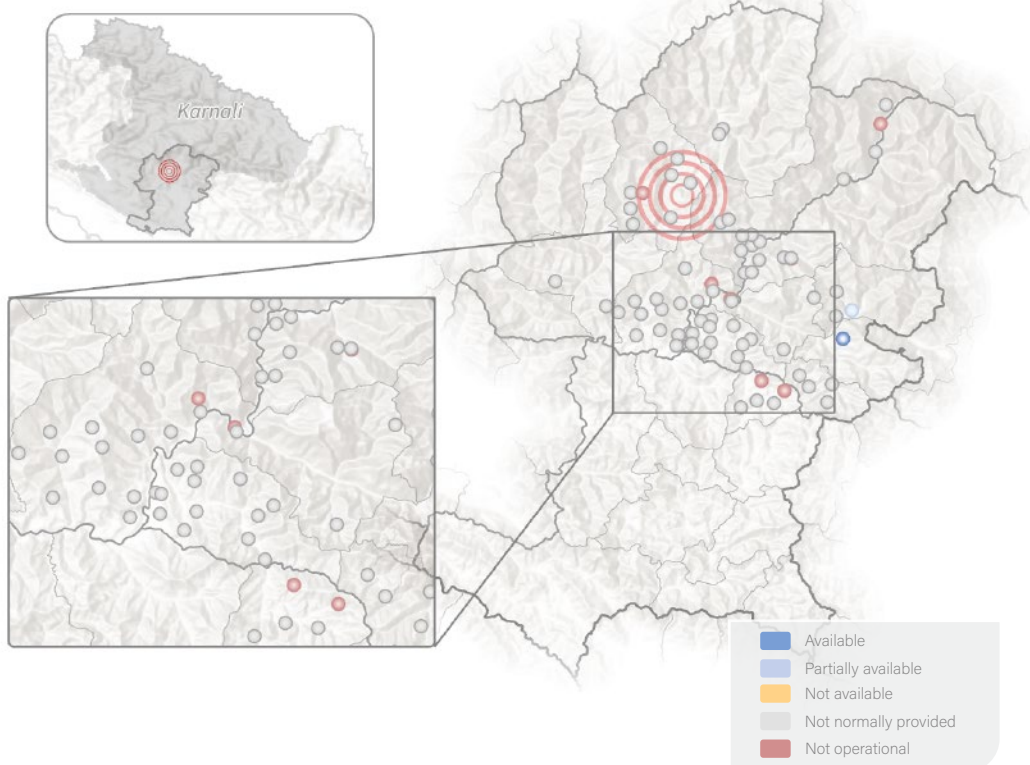 Karnali
Available
Partially available
Not available
Not normally provided
Not operational